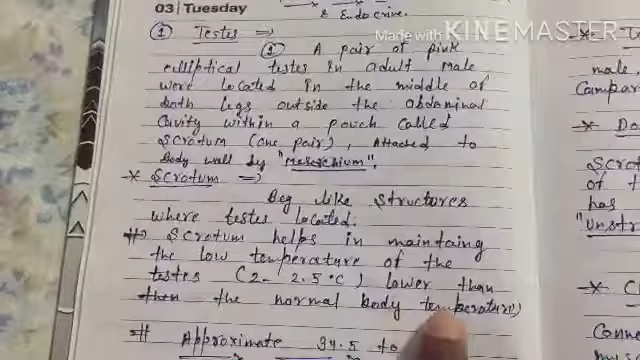 & Endocrine.
03 | Tuesday
Made with KINEMASTER
① Testes ⇒
① A pair of pink
elliptical testes in adult male
were located in the middle of
both legs outside the abdominal
Cavity within a pouch called
Scrotum (one pair), Attached to
Body wall by "Mesorchium".
* Scrotum ⇒
Beg like structures
where testes located.
#⇒ Scrotum helps in maintaing
the low temperature of the
testes (2 - 2.5°C) lower than
then the normal body temperature)
# Approximate 34.5 to
male
Compar
* Do
Scrot
of t
has
"Unstr
* C
Conne